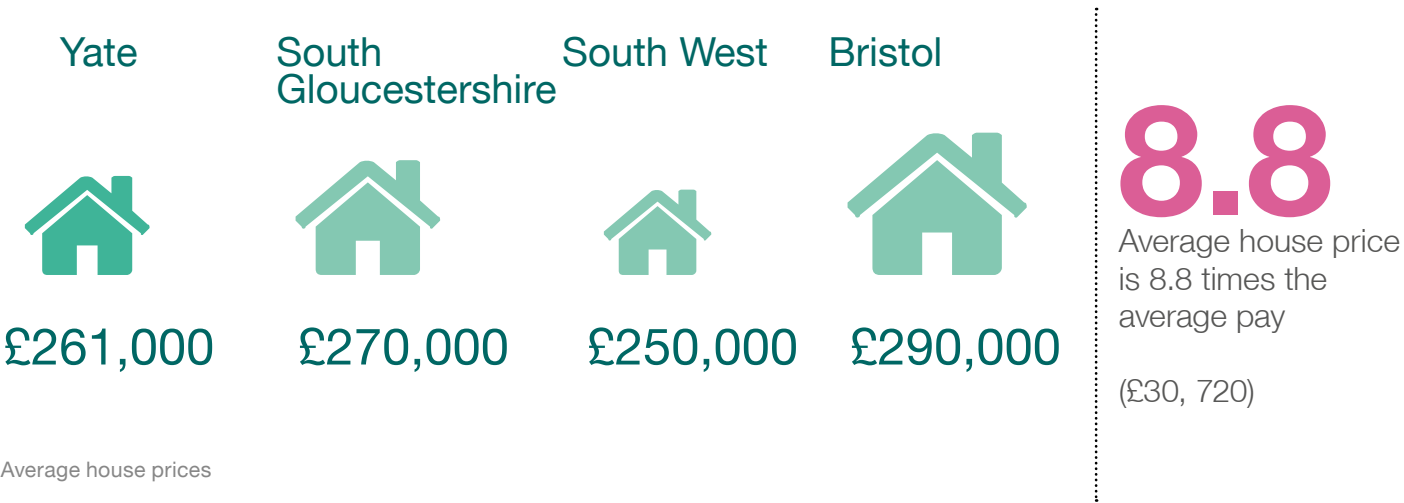 Yate
South
Gloucestershire
South West
Bristol
£261,000
£270,000
£250,000
£290,000
Average house prices
8.8
Average house price
is 8.8 times the
average pay
(£30, 720)